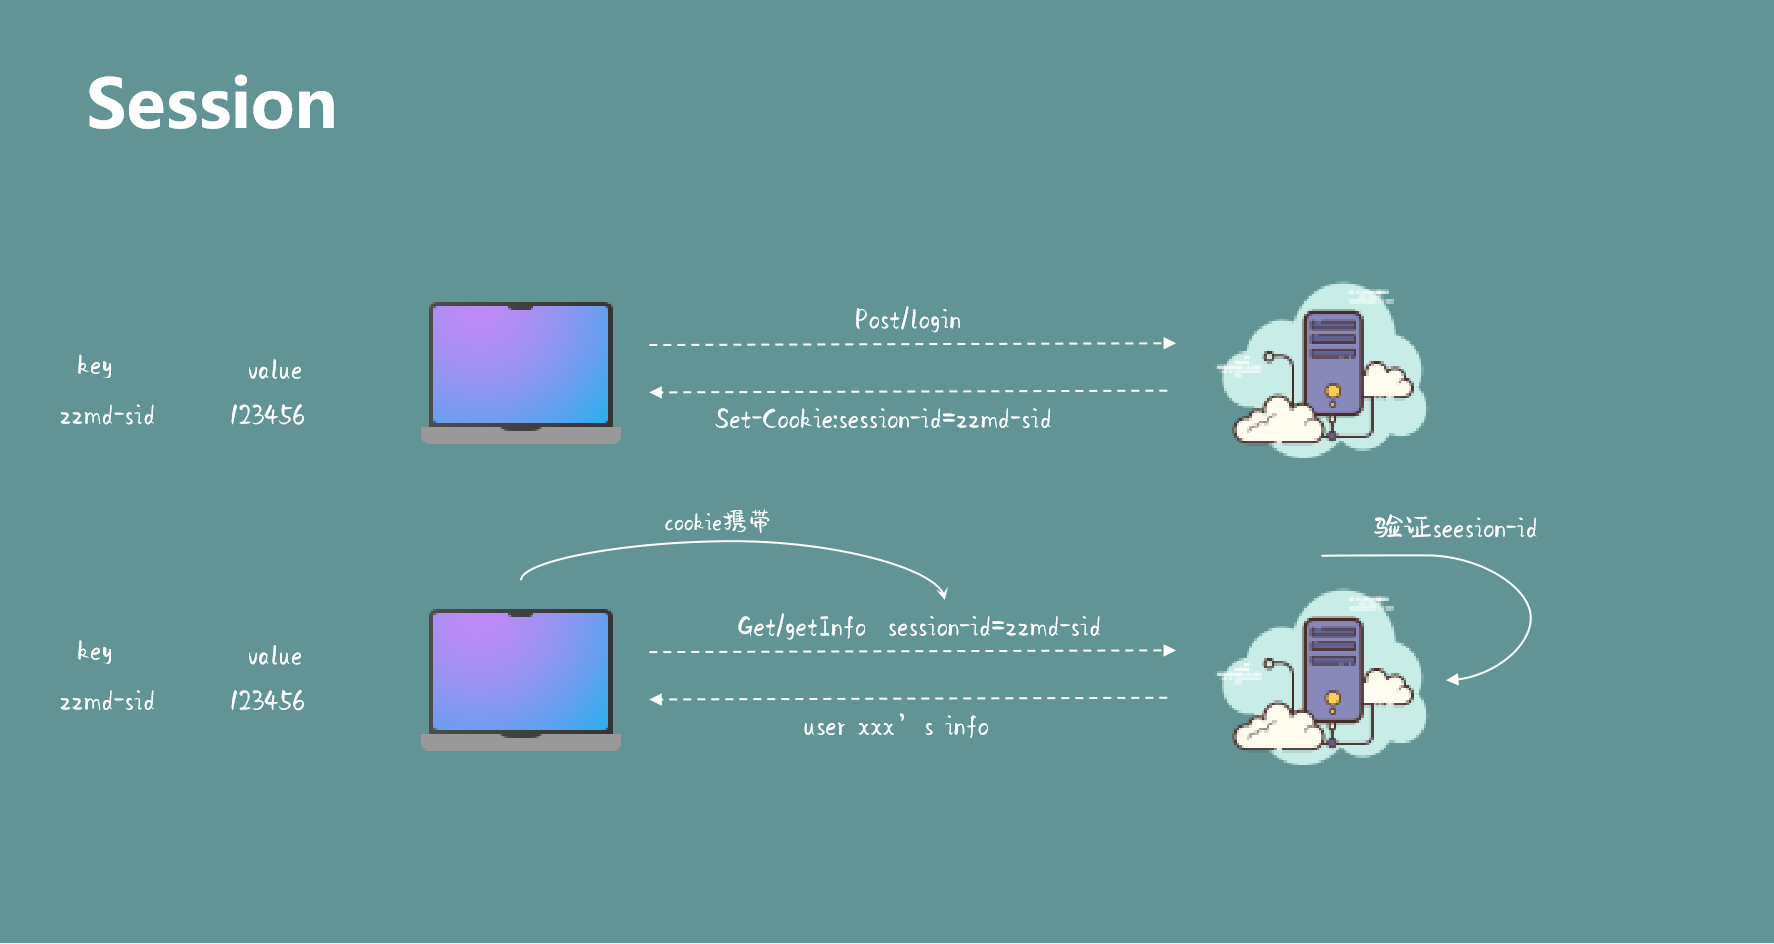 Session
Post/login
key value
zzmd-sid 123456
Set-Cookie:session-id=zzmd-sid
cookie携带
验证seesion-id
Get/getInfo session-id=zzmd-sid
key value
zzmd-sid 123456
user xxx’s info